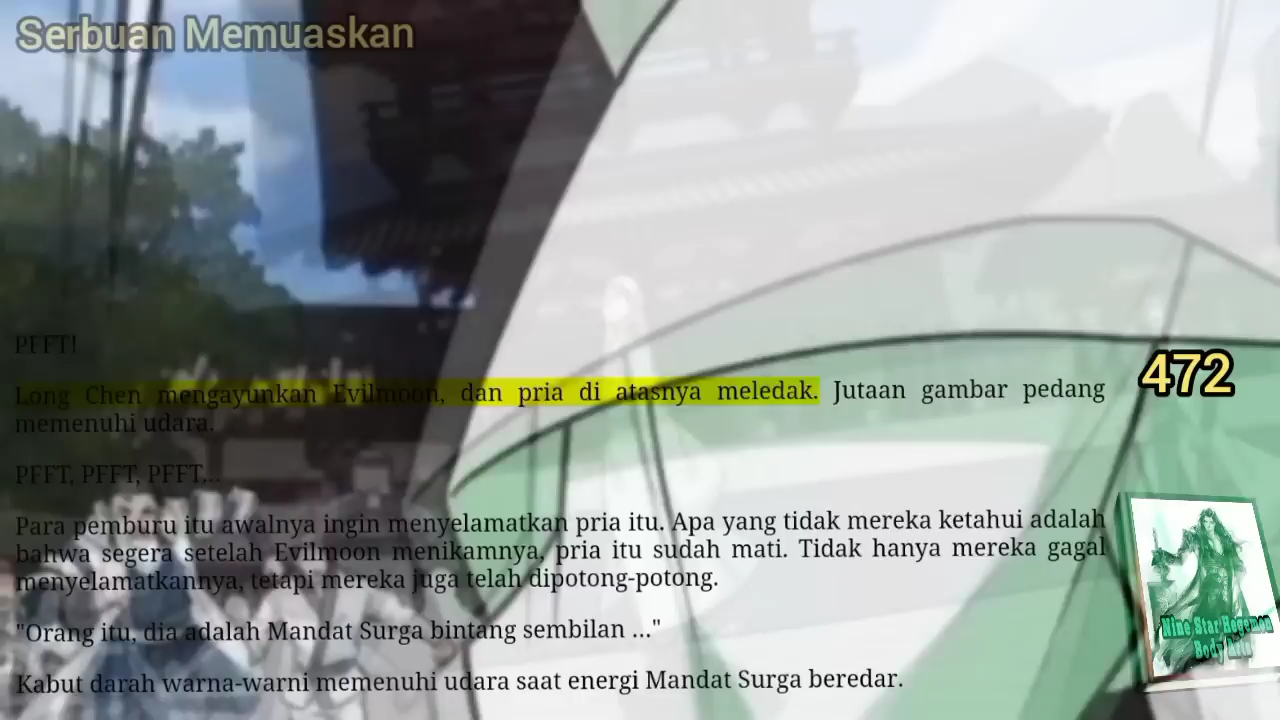 Serbuan Memuaskan
PFFT!
472
Long Chen mengayunkan Evilmoon, dan pria di atasnya meledak. Jutaan gambar pedang
memenuhi udara.
PFFT, PFFT, PFFT...
Para pemburu itu awalnya ingin menyelamatkan pria itu. Apa yang tidak mereka ketahui adalah
bahwa segera setelah Evilmoon menikamnya, pria itu sudah mati. Tidak hanya mereka gagal
menyelamatkannya, tetapi mereka juga telah dipotong-potong.
"Orang itu, dia adalah Mandat Surga bintang sembilan ..."
Kabut darah warna-warni memenuhi udara saat energi Mandat Surga beredar.
Nine Star Hegemon
Body Arts